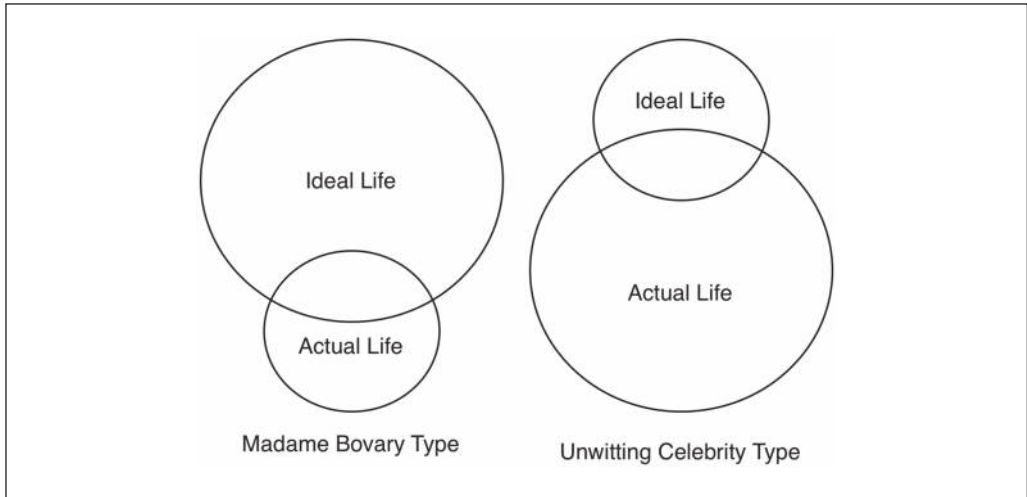 Ideal Life
Actual Life
Madame Bovary Type
Ideal Life
Actual Life
Unwitting Celebrity Type